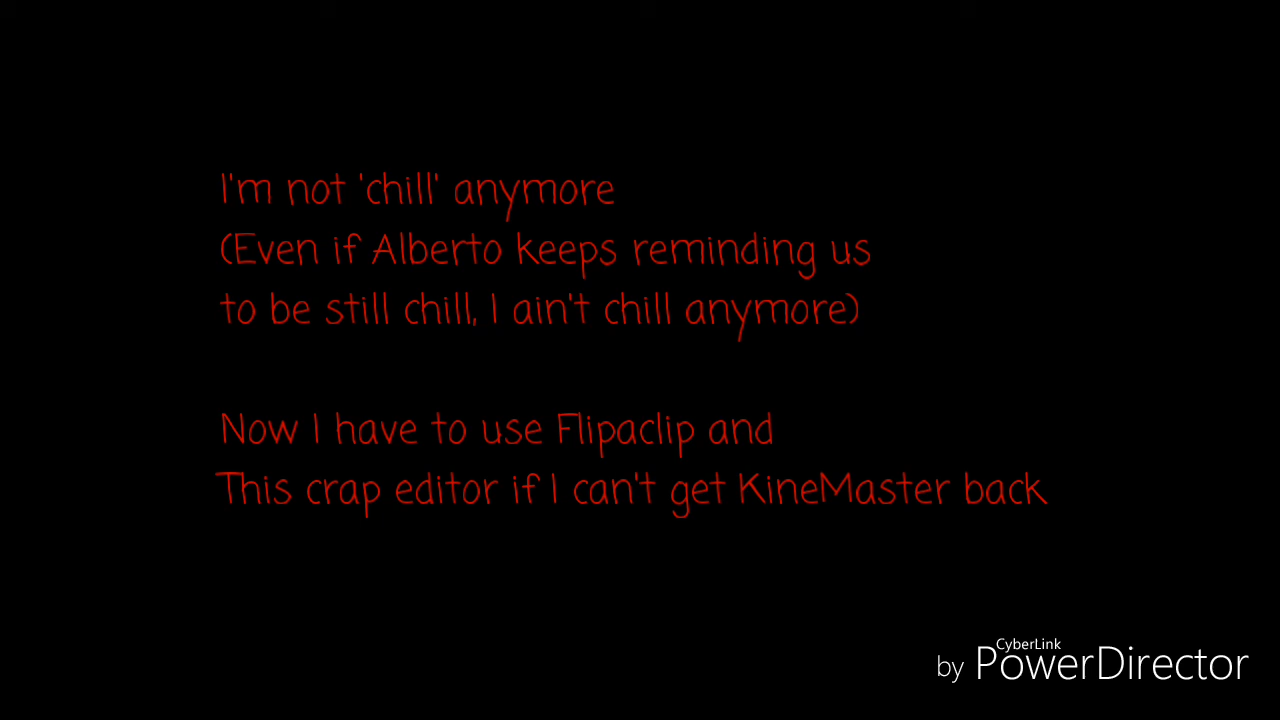 I'm not 'chill' anymore
(Even if Alberto keeps reminding us
to be still chill, I ain't chill anymore)
Now I have to use Flipaclip and
This crap editor if I can't get KineMaster back
CyberLink
by PowerDirector